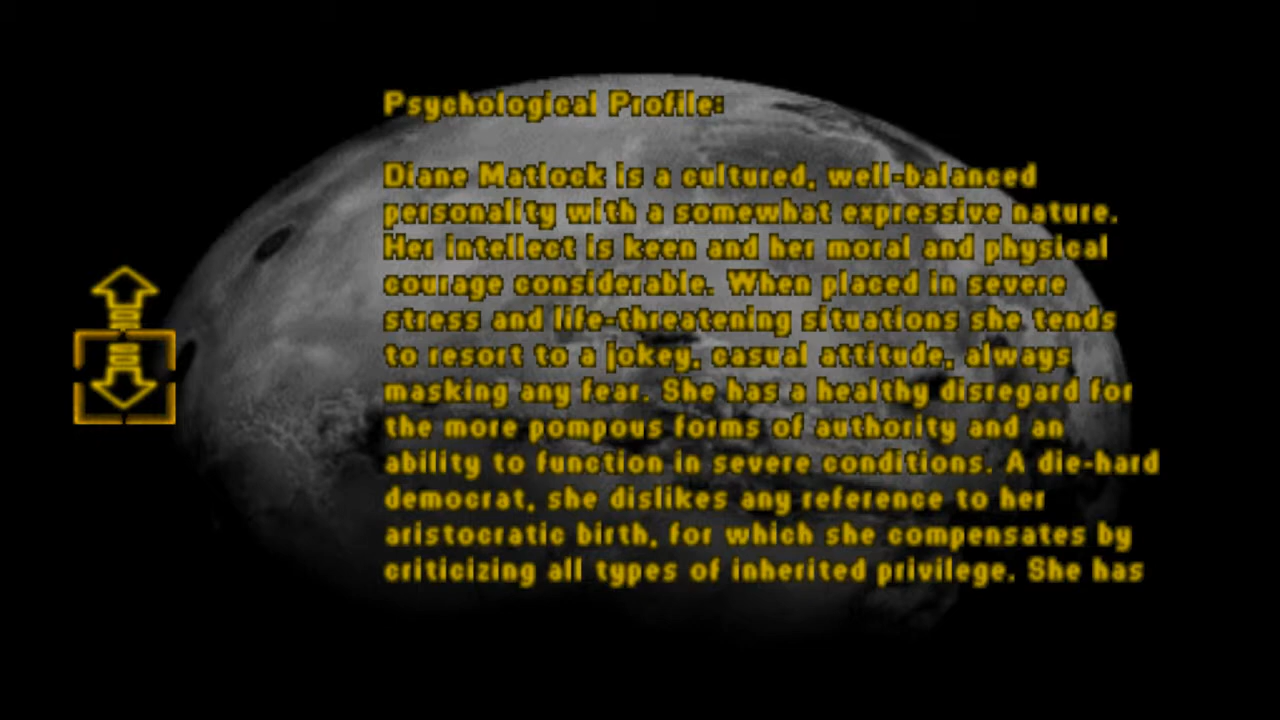 Psychological Profile:
Diane Matlock is a cultured, well-balanced
personality with a somewhat expressive nature.
Her intellect is keen and her moral and physical
courage considerable. When placed in severe
stress and life-threatening situations she tends
to resort to a jokey, casual attitude, always
masking any fear. She has a healthy disregard for
the more pompous forms of authority and an
ability to function in severe conditions. A die-hard
democrat, she dislikes any reference to her
aristocratic birth, for which she compensates by
criticizing all types of inherited privilege. She has